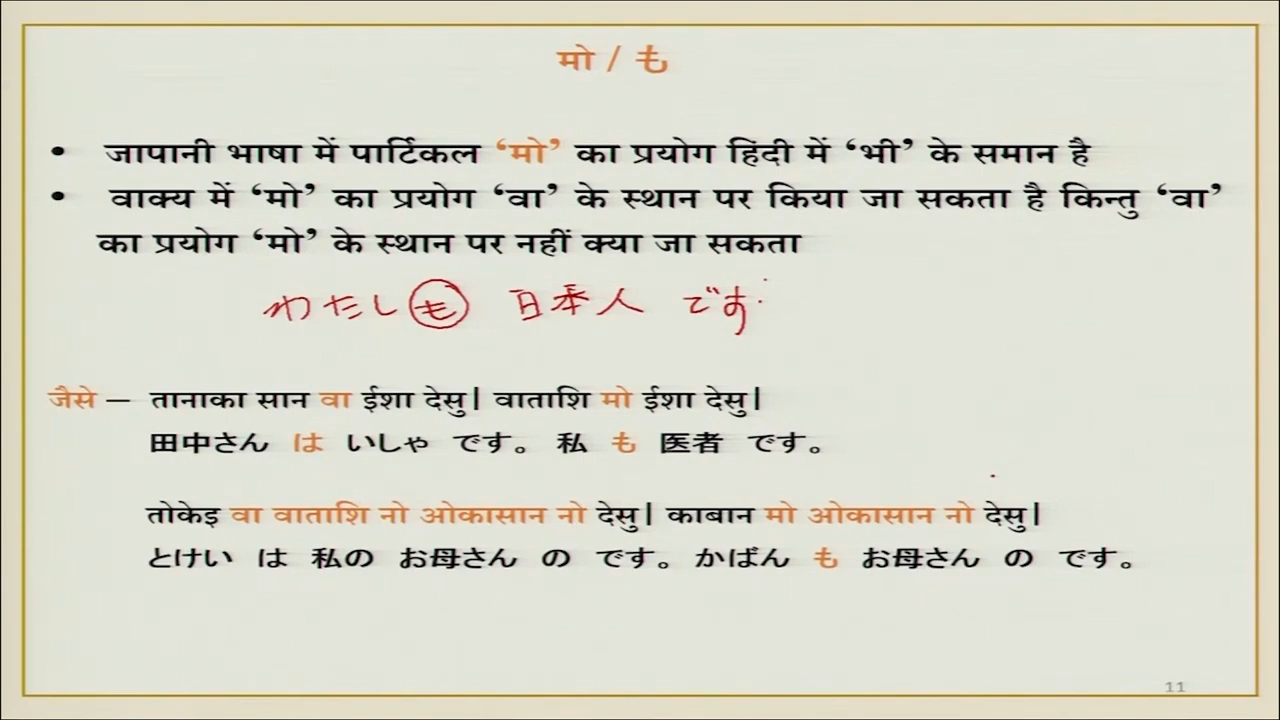 मो / も
• जापानी भाषा में पार्टिकल ‘मो’ का प्रयोग हिंदी में ‘भी’ के समान है
• वाक्य में ‘मो’ का प्रयोग ‘वा’ के स्थान पर किया जा सकता है किन्तु ‘वा’
का प्रयोग ‘मो’ के स्थान पर नहीं क्या जा सकता
わたしも 日本人 です
जैसे – तानाका सान वा ईशा देसु| वाताशि मो ईशा देसु|
田中さん は いしゃ です。私 も 医者 です。
तोकेइ वा वाताशि नो ओकासान नो देसु| काबान मो ओकासान नो देसु|
とけい は 私の お母さん の です。かばん も お母さん の です。
11